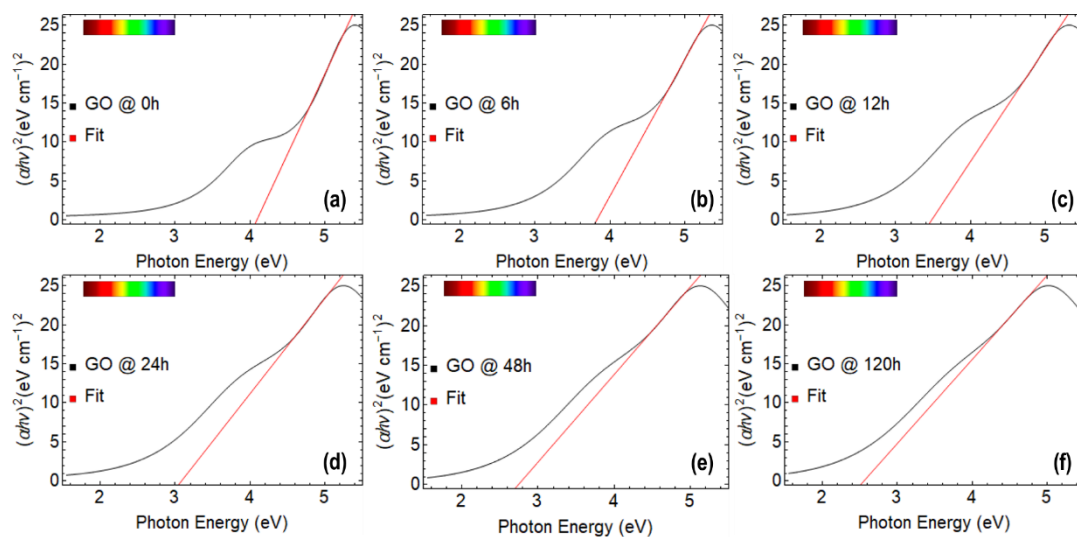 25
20
15
10
5
0
(αhν)²(eV cm⁻¹)²
GO @ 0h
Fit
(a)
2 3 4 5
Photon Energy (eV)
25
20
15
10
5
0
(αhν)²(eV cm⁻¹)²
GO @ 6h
Fit
(b)
2 3 4 5
Photon Energy (eV)
25
20
15
10
5
0
(αhν)²(eV cm⁻¹)²
GO @ 12h
Fit
(c)
2 3 4 5
Photon Energy (eV)
25
20
15
10
5
0
(αhν)²(eV cm⁻¹)²
GO @ 24h
Fit
(d)
2 3 4 5
Photon Energy (eV)
25
20
15
10
5
0
(αhν)²(eV cm⁻¹)²
GO @ 48h
Fit
(e)
2 3 4 5
Photon Energy (eV)
25
20
15
10
5
0
(αhν)²(eV cm⁻¹)²
GO @ 120h
Fit
(f)
2 3 4 5
Photon Energy (eV)